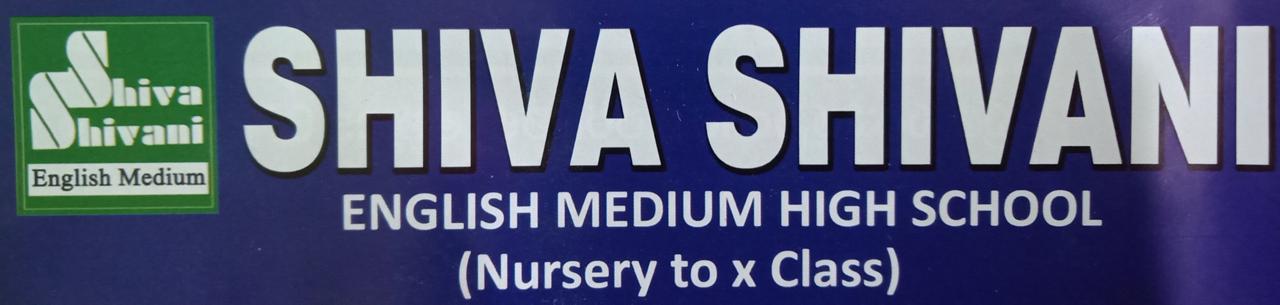 Shiva
Shivani
English Medium
SHIVA SHIVANI
ENGLISH MEDIUM HIGH SCHOOL
(Nursery to x Class)